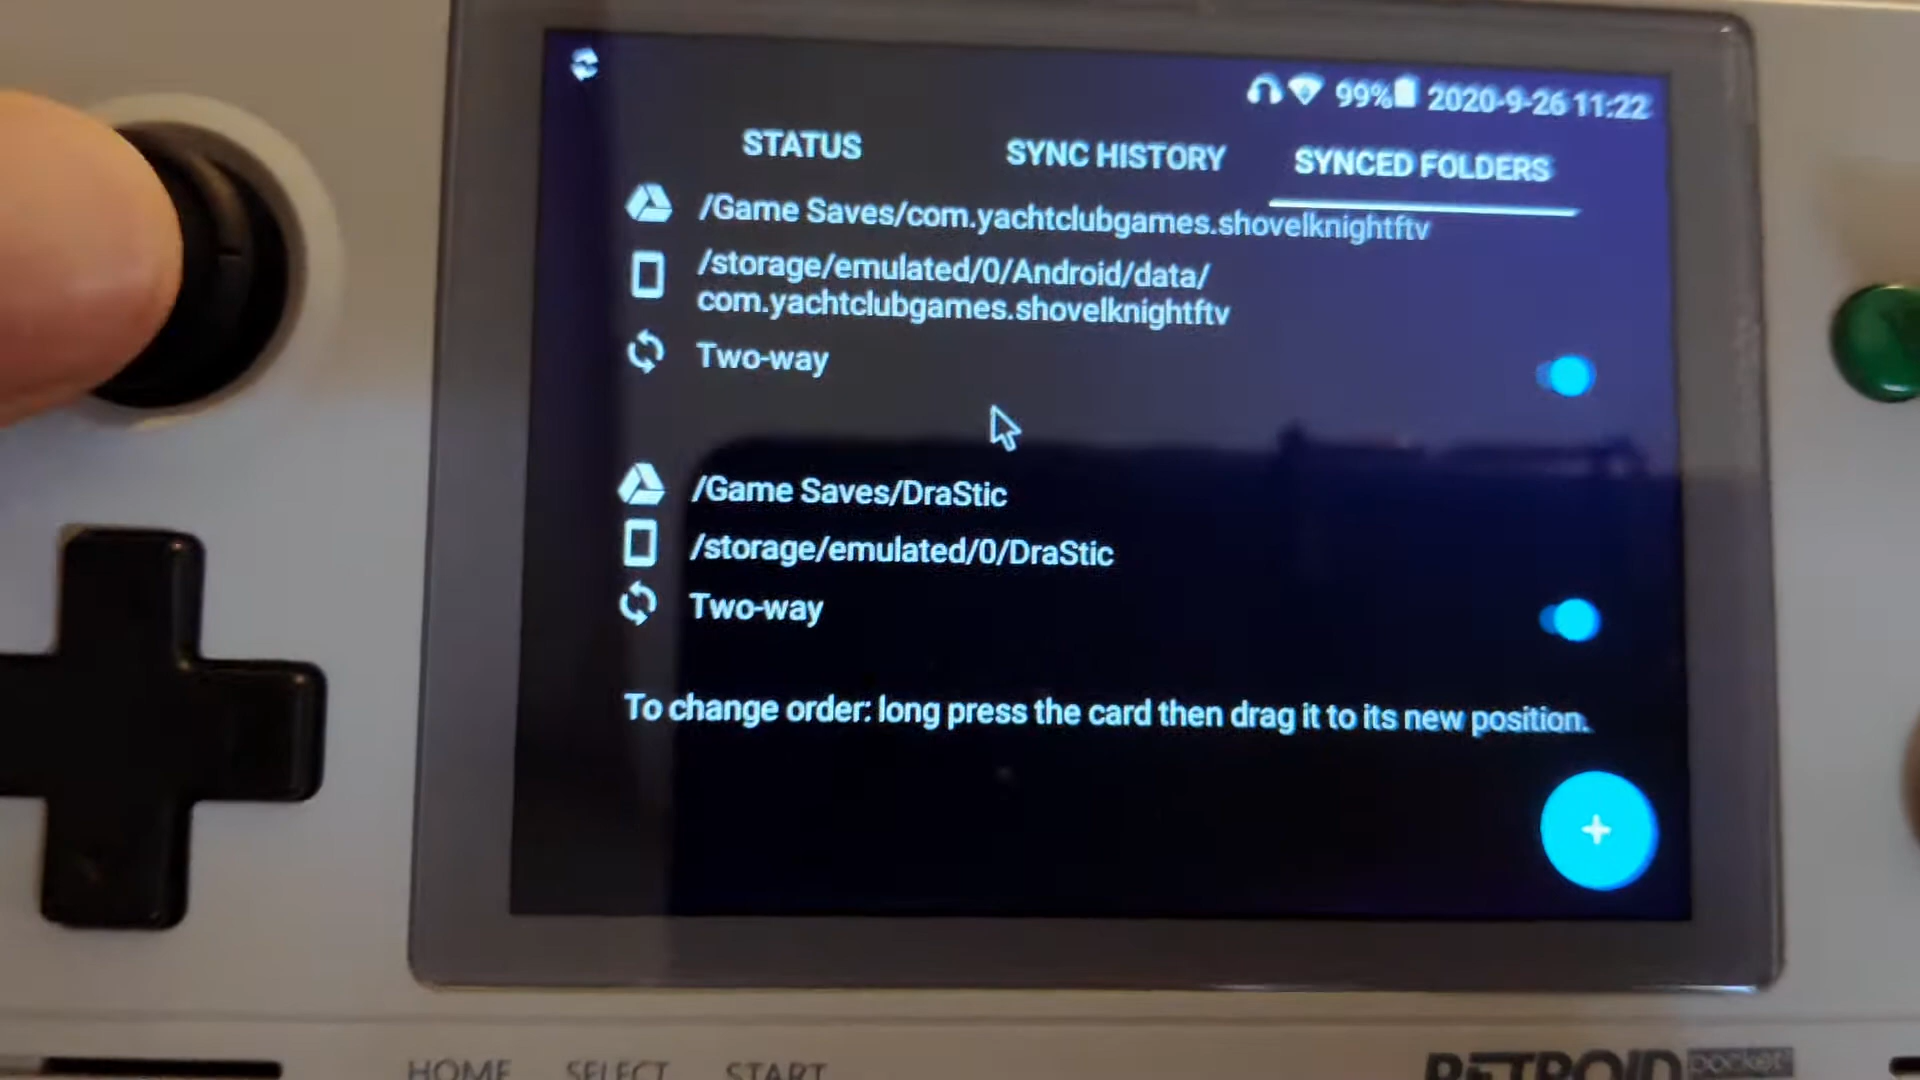 99% 2020-9-26 11:22
STATUS SYNC HISTORY SYNCED FOLDERS
/Game Saves/com.yachtclubgames.shovelknightftv
/storage/emulated/0/Android/data/
com.yachtclubgames.shovelknightftv
Two-way
/Game Saves/DraStic
/storage/emulated/0/DraStic
Two-way
To change order: long press the card then drag it to its new position.
+
HOME SELECT START RETROID pocket